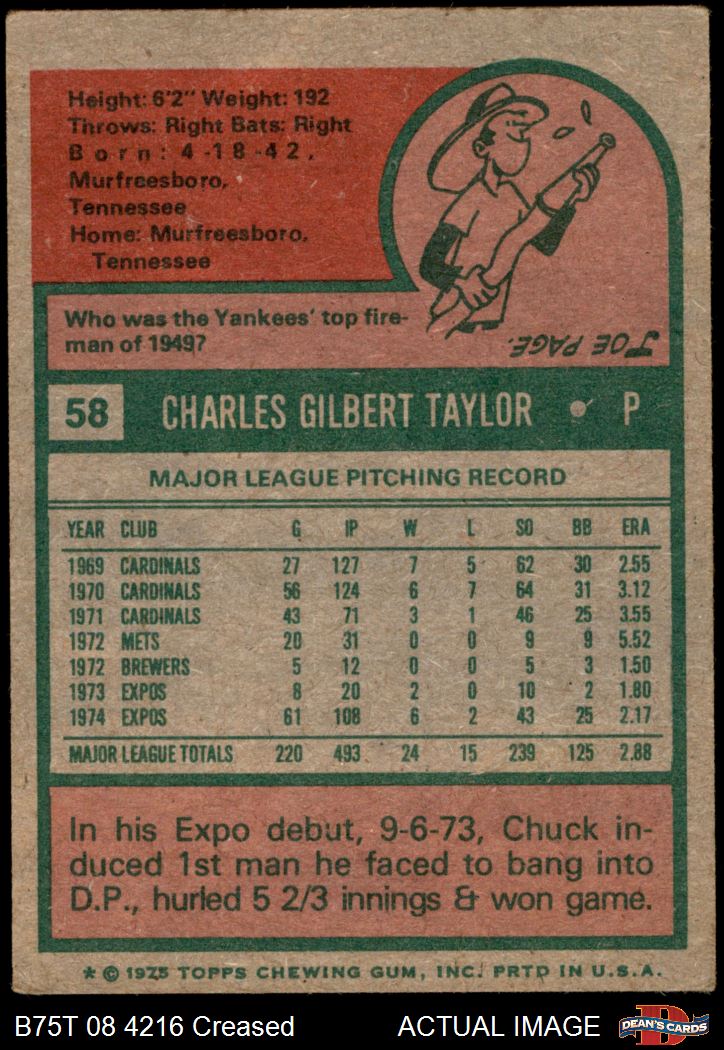 Height: 6'2" Weight: 192
Throws: Right Bats: Right
Born: 4-18-42,
Murfreesboro,
Tennessee
Home: Murfreesboro,
Tennessee
Who was the Yankees' top fire-
man of 1949?
JOE PAGE.
58 CHARLES GILBERT TAYLOR • P
MAJOR LEAGUE PITCHING RECORD
YEAR CLUB G IP W L SO BB ERA
1969 CARDINALS 27 127 7 5 62 30 2.55
1970 CARDINALS 56 124 6 7 64 31 3.12
1971 CARDINALS 43 71 3 1 46 25 3.55
1972 METS 20 31 0 0 9 9 5.52
1972 BREWERS 5 12 0 0 5 3 1.50
1973 EXPOS 8 20 2 0 10 2 1.80
1974 EXPOS 61 108 6 2 43 25 2.17
MAJOR LEAGUE TOTALS 220 493 24 15 239 125 2.88
In his Expo debut, 9-6-73, Chuck in-
duced 1st man he faced to bang into
D.P., hurled 5 2/3 innings & won game.
* © 1975 TOPPS CHEWING GUM, INC. PRTD IN U.S.A.
B75T 08 4216 Creased ACTUAL IMAGE DEAN'S CARDS